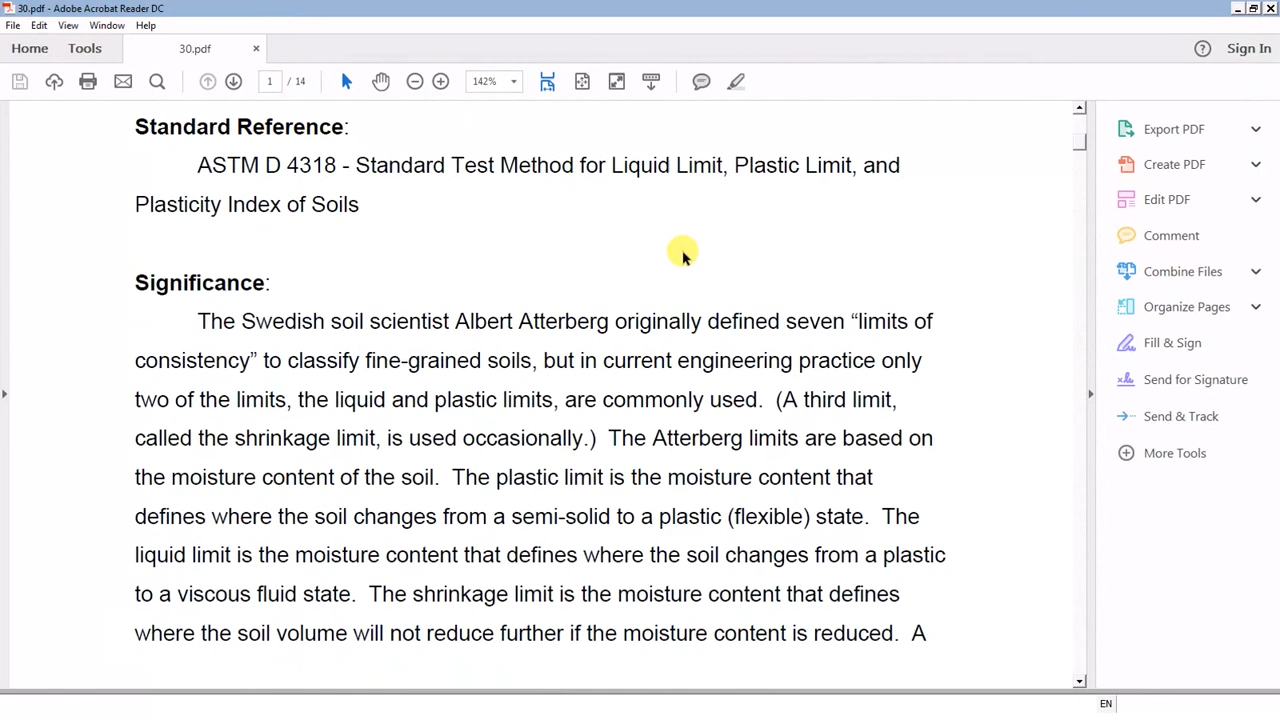 30.pdf - Adobe Acrobat Reader DC
File Edit View Window Help
Home Tools 30.pdf × Sign In
1 / 14 142%
Standard Reference:
ASTM D 4318 - Standard Test Method for Liquid Limit, Plastic Limit, and
Plasticity Index of Soils
Significance:
The Swedish soil scientist Albert Atterberg originally defined seven “limits of
consistency” to classify fine-grained soils, but in current engineering practice only
two of the limits, the liquid and plastic limits, are commonly used.  (A third limit,
called the shrinkage limit, is used occasionally.)  The Atterberg limits are based on
the moisture content of the soil.  The plastic limit is the moisture content that
defines where the soil changes from a semi-solid to a plastic (flexible) state.  The
liquid limit is the moisture content that defines where the soil changes from a plastic
to a viscous fluid state.  The shrinkage limit is the moisture content that defines
where the soil volume will not reduce further if the moisture content is reduced.  A
Export PDF
Create PDF
Edit PDF
Comment
Combine Files
Organize Pages
Fill & Sign
Send for Signature
Send & Track
More Tools
EN